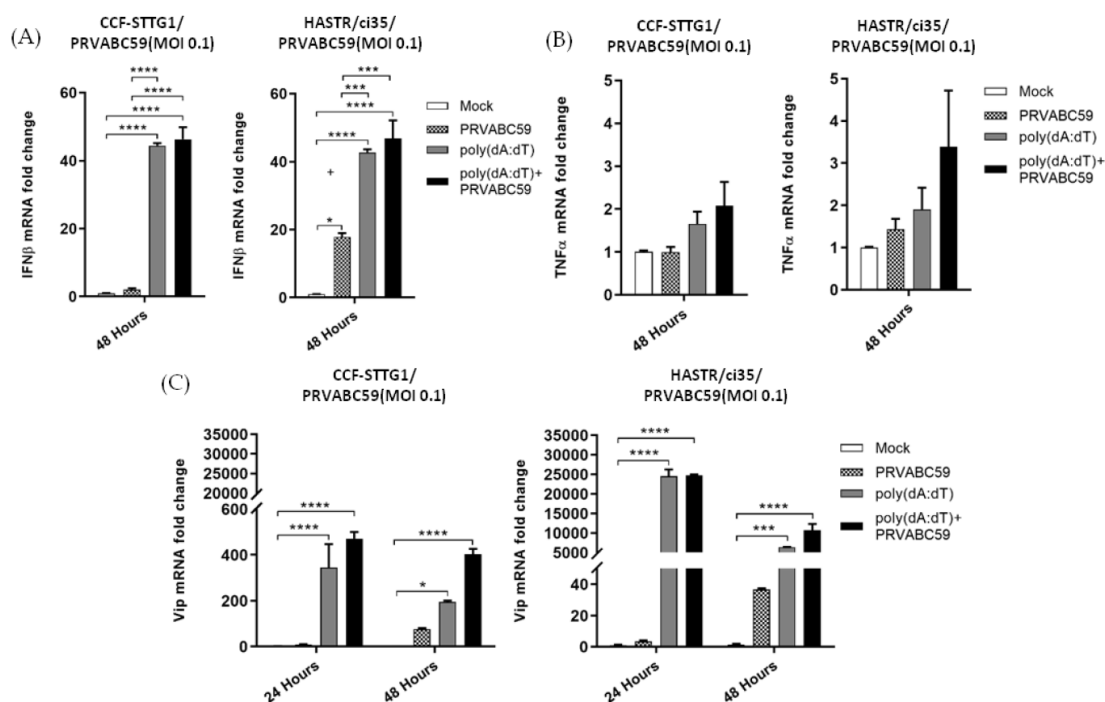 (A)
CCF-STTG1/
PRVABC59(MOI 0.1)
IFNβ mRNA fold change
60
40
20
0
****
****
****
****
48 Hours
HASTR/ci35/
PRVABC59(MOI 0.1)
IFNβ mRNA fold change
60
40
20
0
***
***
****
****
+
*
48 Hours
Mock
PRVABC59
poly(dA:dT)
poly(dA:dT)+
PRVABC59
(B)
CCF-STTG1/
PRVABC59(MOI 0.1)
TNFα mRNA fold change
5
4
3
2
1
0
48 Hours
HASTR/ci35/
PRVABC59(MOI 0.1)
TNFα mRNA fold change
5
4
3
2
1
0
48 Hours
Mock
PRVABC59
poly(dA:dT)
poly(dA:dT)+
PRVABC59
(C)
CCF-STTG1/
PRVABC59(MOI 0.1)
Vip mRNA fold change
35000
30000
25000
20000
600
400
200
0
****
****
****
*
24 Hours
48 Hours
HASTR/ci35/
PRVABC59(MOI 0.1)
Vip mRNA fold change
35000
30000
25000
20000
15000
10000
5000
40
20
0
****
****
****
***
24 Hours
48 Hours
Mock
PRVABC59
poly(dA:dT)
poly(dA:dT)+
PRVABC59